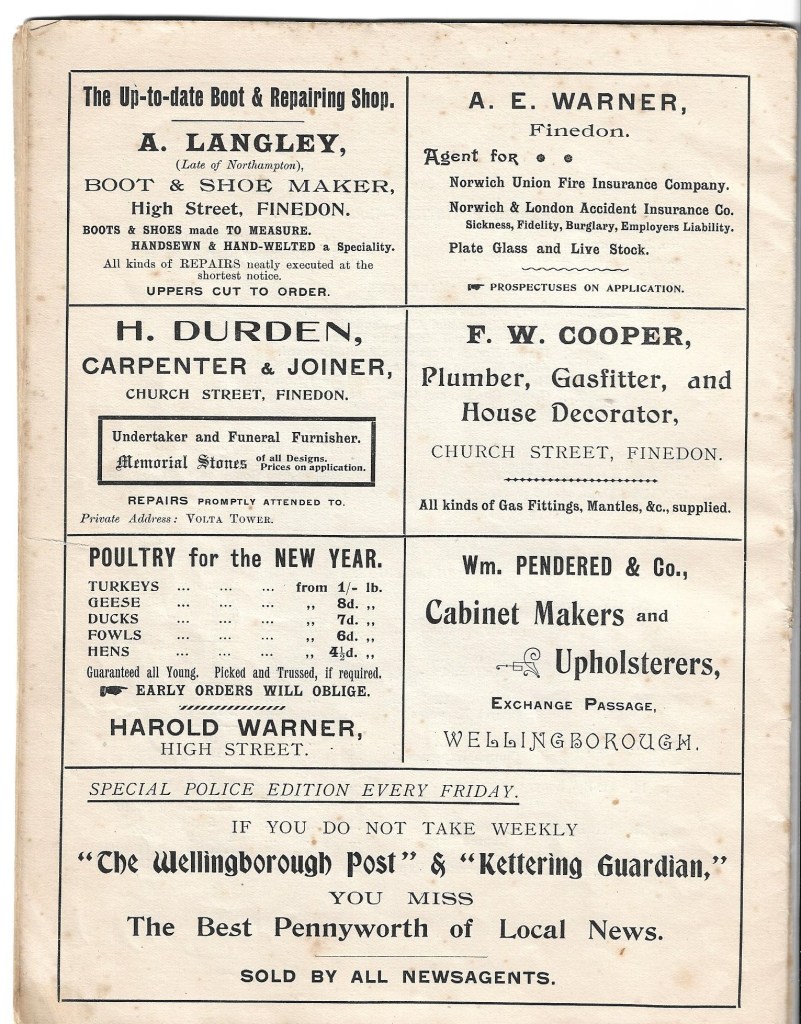 The Up-to-date Boot & Repairing Shop.
A. LANGLEY,
(Late of Northampton),
BOOT & SHOE MAKER,
High Street, FINEDON.
BOOTS & SHOES made TO MEASURE.
HANDSEWN & HAND-WELTED a Speciality.
All kinds of REPAIRS neatly executed at the
shortest notice.
UPPERS CUT TO ORDER.
A. E. WARNER,
Finedon.
Agent for
Norwich Union Fire Insurance Company.
Norwich & London Accident Insurance Co.
Sickness, Fidelity, Burglary, Employers Liability.
Plate Glass and Live Stock.
☛ PROSPECTUSES ON APPLICATION.
H. DURDEN,
CARPENTER & JOINER,
CHURCH STREET, FINEDON.
Undertaker and Funeral Furnisher.
Memorial Stones of all Designs.
Prices on application.
REPAIRS PROMPTLY ATTENDED TO.
Private Address: VOLTA TOWER.
F. W. COOPER,
Plumber, Gasfitter, and
House Decorator,
CHURCH STREET, FINEDON.
All kinds of Gas Fittings, Mantles, &c., supplied.
POULTRY for the NEW YEAR.
TURKEYS ... ... ... from 1/- lb.
GEESE ... ... ... ,, 8d. ,,
DUCKS ... ... ... ,, 7d. ,,
FOWLS ... ... ... ,, 6d. ,,
HENS ... ... ... ,, 4½d. ,,
Guaranteed all Young. Picked and Trussed, if required.
☛ EARLY ORDERS WILL OBLIGE.
HAROLD WARNER,
HIGH STREET.
Wm. PENDERED & Co.,
Cabinet Makers and
Upholsterers,
EXCHANGE PASSAGE,
WELLINGBOROUGH.
SPECIAL POLICE EDITION EVERY FRIDAY.
IF YOU DO NOT TAKE WEEKLY
"The Wellingborough Post" & "Kettering Guardian,"
YOU MISS
The Best Pennyworth of Local News.
SOLD BY ALL NEWSAGENTS.